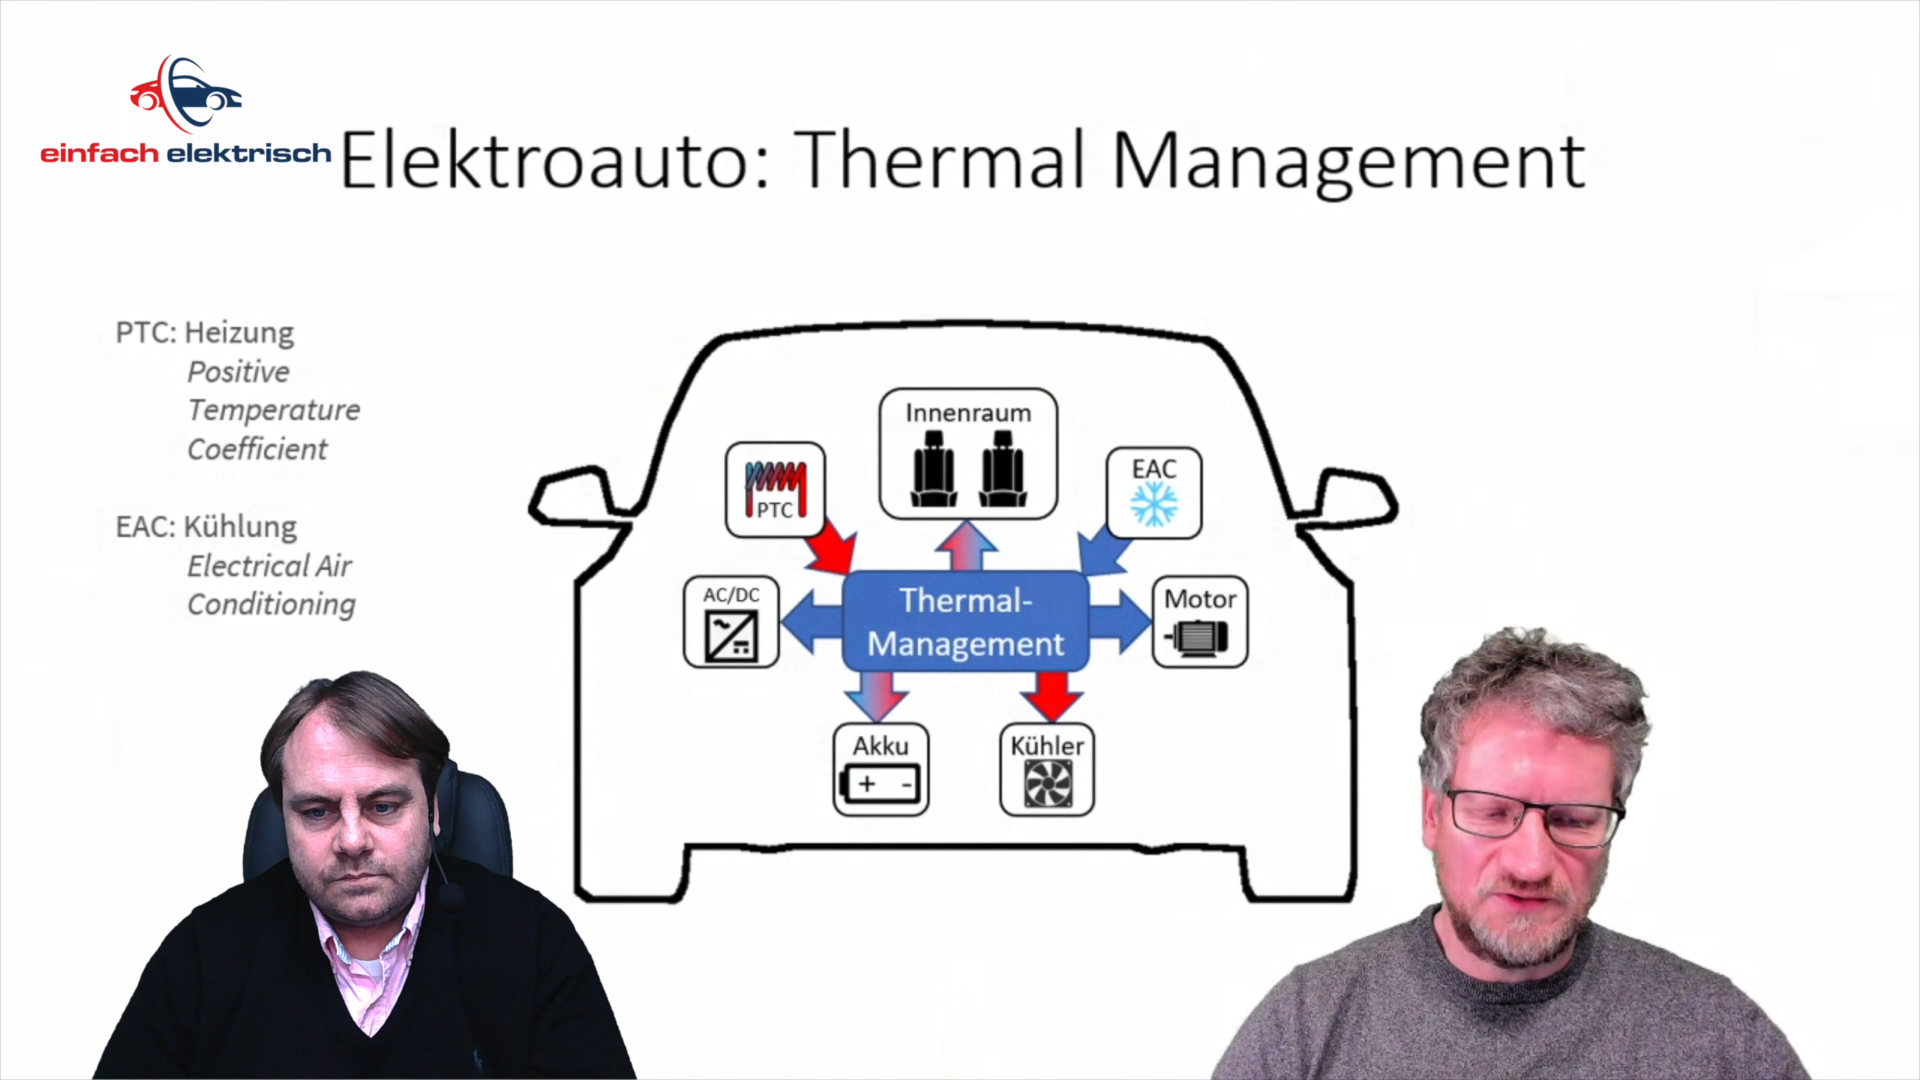 einfach elektrisch
Elektroauto: Thermal Management
PTC: Heizung
Positive
Temperature
Coefficient
EAC: Kühlung
Electrical Air
Conditioning
Innenraum
PTC
EAC
AC/DC
Thermal-
Management
Motor
Akku
+ -
Kühler